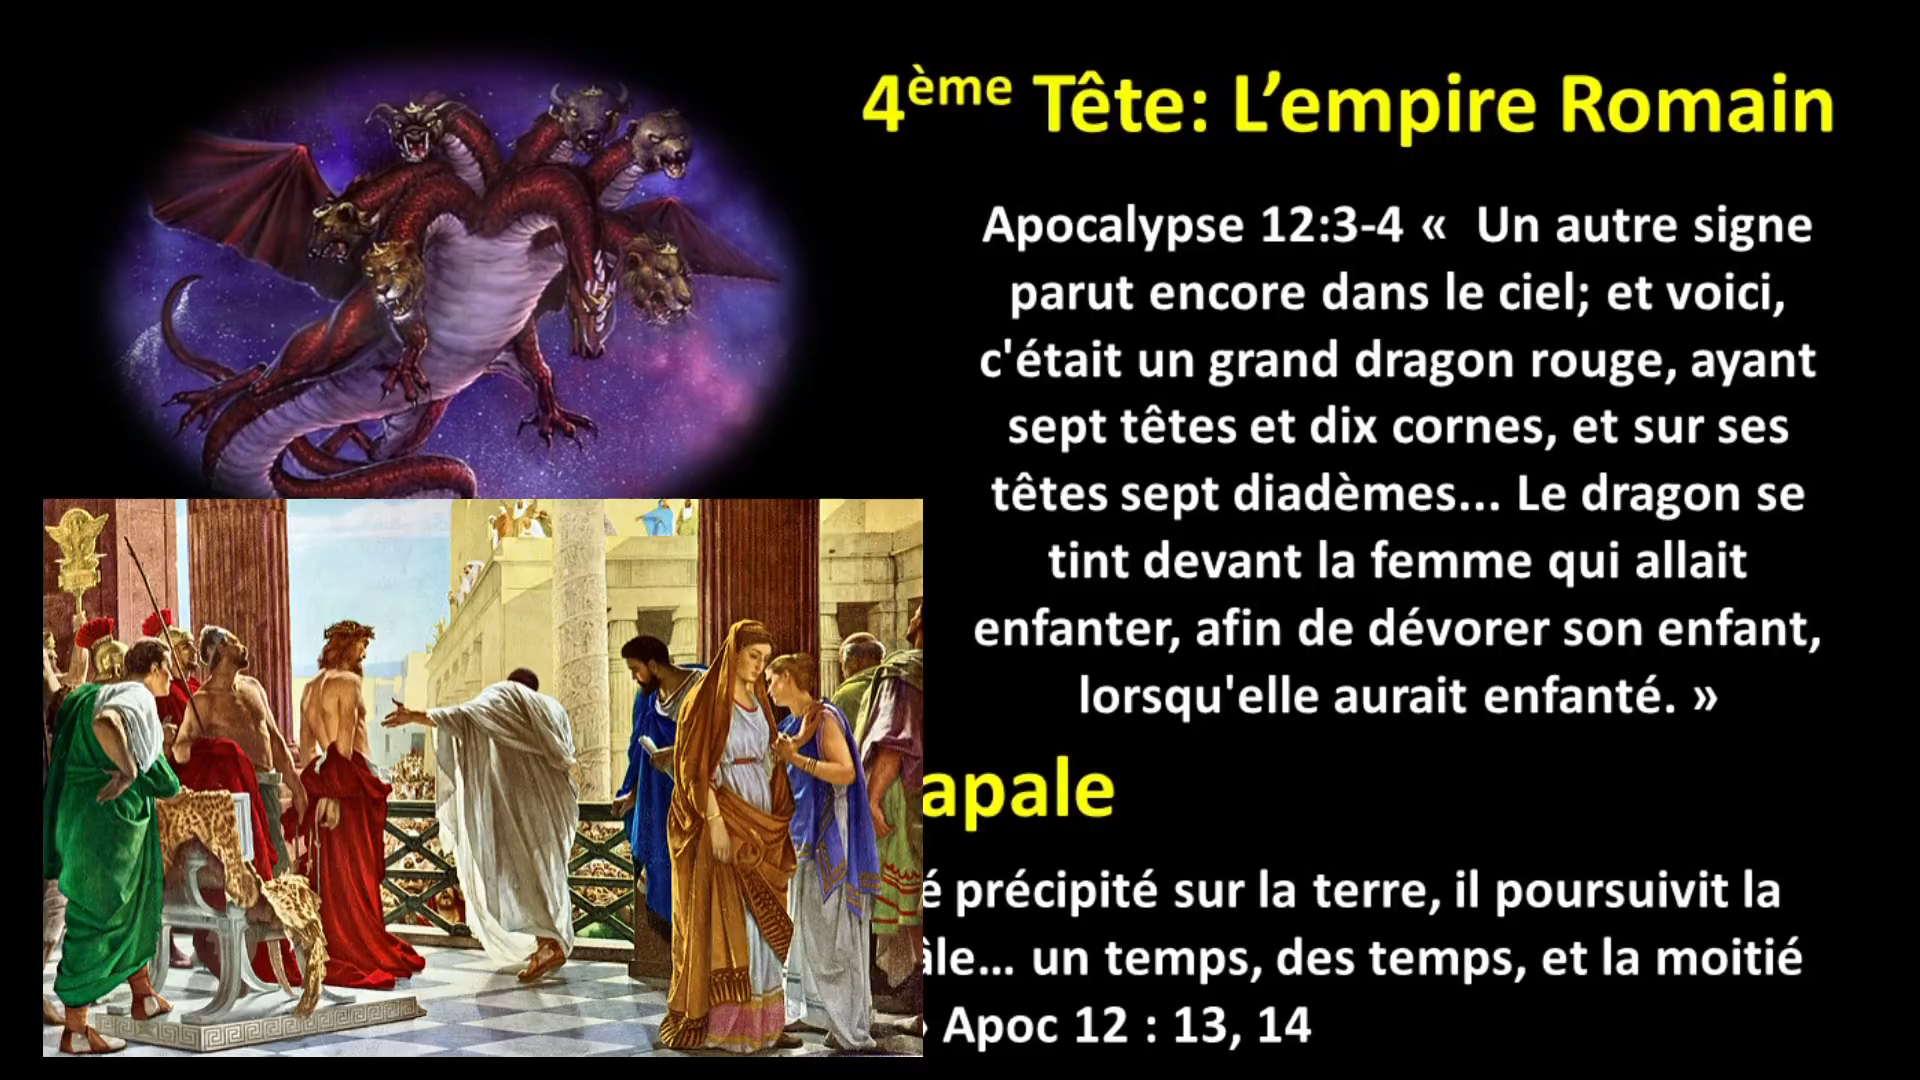 4ème Tête: L’empire Romain
Apocalypse 12:3-4 «  Un autre signe
parut encore dans le ciel; et voici,
c'était un grand dragon rouge, ayant
sept têtes et dix cornes, et sur ses
têtes sept diadèmes... Le dragon se
tint devant la femme qui allait
enfanter, afin de dévorer son enfant,
lorsqu'elle aurait enfanté. »
apale
é précipité sur la terre, il poursuivit la
âle… un temps, des temps, et la moitié
» Apoc 12 : 13, 14